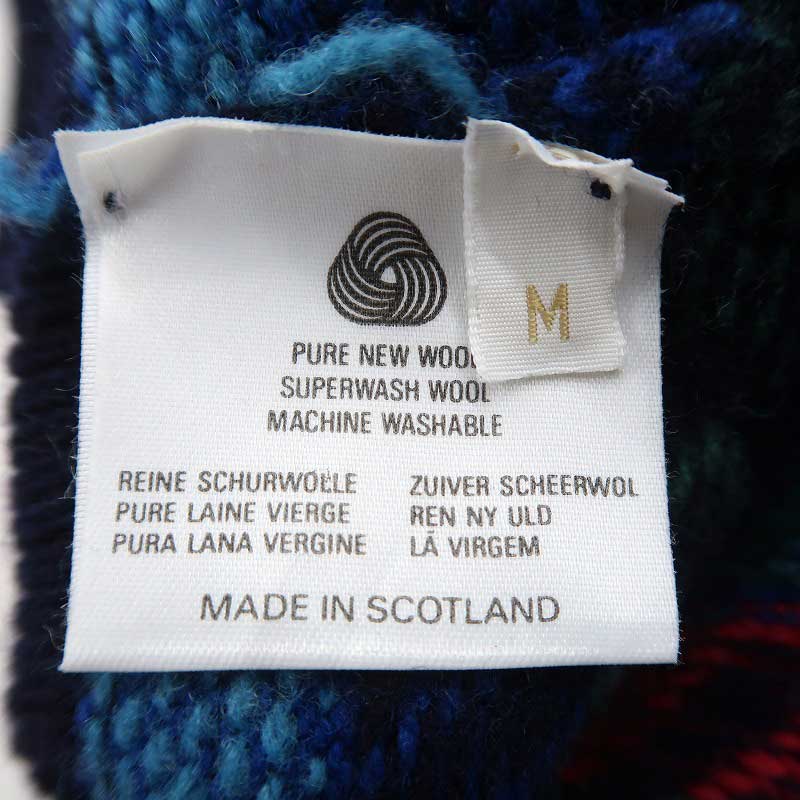 M
PURE NEW WOOL
SUPERWASH WOOL
MACHINE WASHABLE
REINE SCHURWOLLE
PURE LAINE VIERGE
PURA LANA VERGINE
ZUIVER SCHEERWOL
REN NY ULD
LÃ VIRGEM
MADE IN SCOTLAND